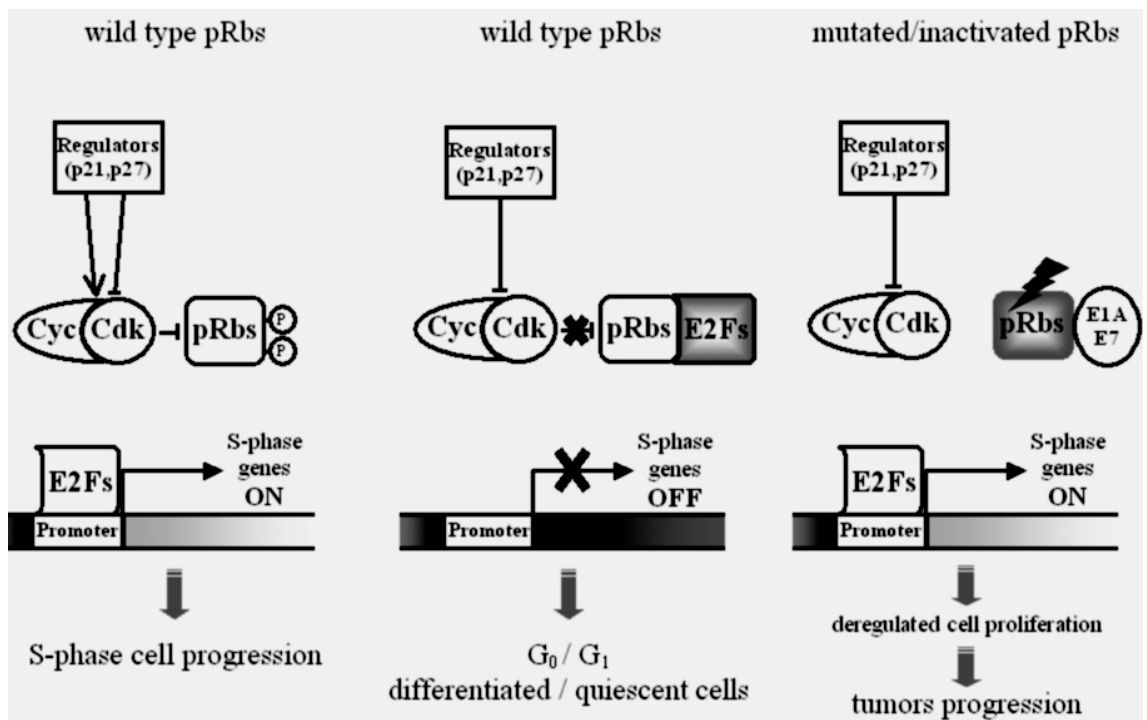 wild type pRbs
Regulators
(p21,p27)
Cyc Cdk pRbs P
P
E2Fs
S-phase
genes
ON
Promoter
S-phase cell progression
wild type pRbs
Regulators
(p21,p27)
Cyc Cdk pRbs E2Fs
S-phase
genes
OFF
Promoter
G₀ / G₁
differentiated / quiescent cells
mutated/inactivated pRbs
Regulators
(p21,p27)
Cyc Cdk pRbs E1A
E7
E2Fs
S-phase
genes
ON
Promoter
deregulated cell proliferation
tumors progression